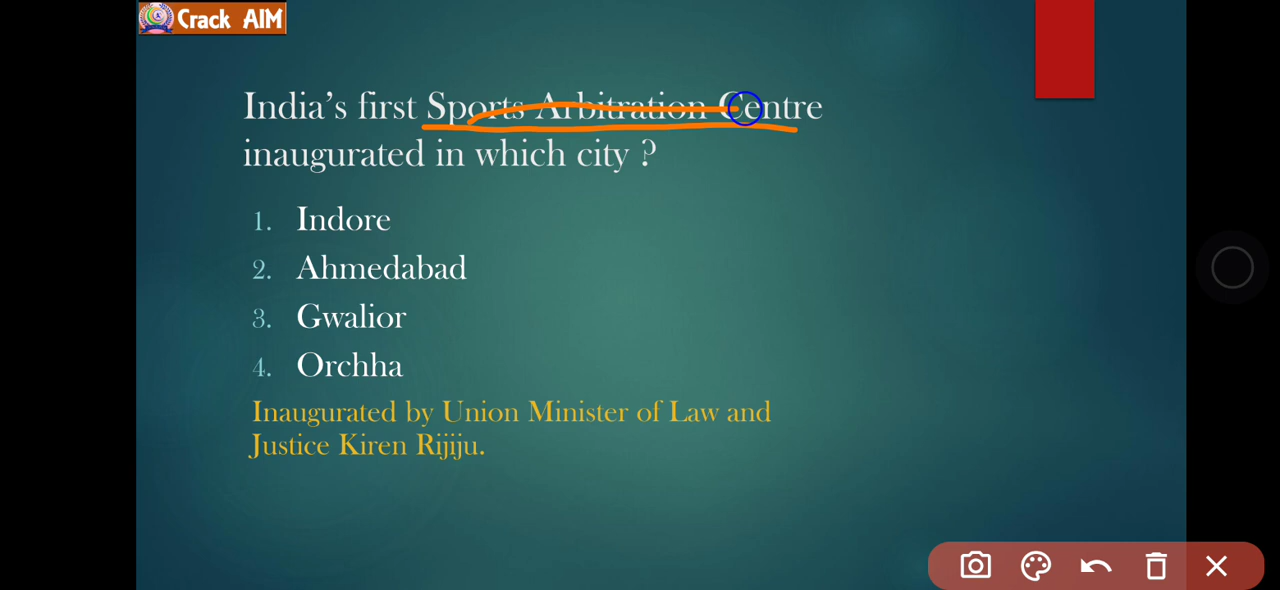 Crack AIM
India's first Sports Arbitration Centre
inaugurated in which city ?
1. Indore
2. Ahmedabad
3. Gwalior
4. Orchha
Inaugurated by Union Minister of Law and
Justice Kiren Rijiju.